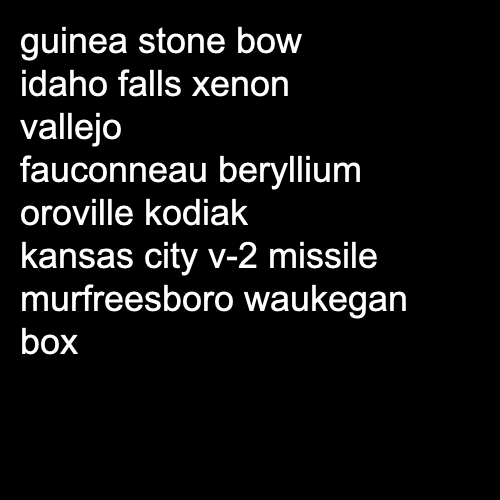 guinea stone bow
idaho falls xenon
vallejo
fauconneau beryllium
oroville kodiak
kansas city v-2 missile
murfreesboro waukegan
box